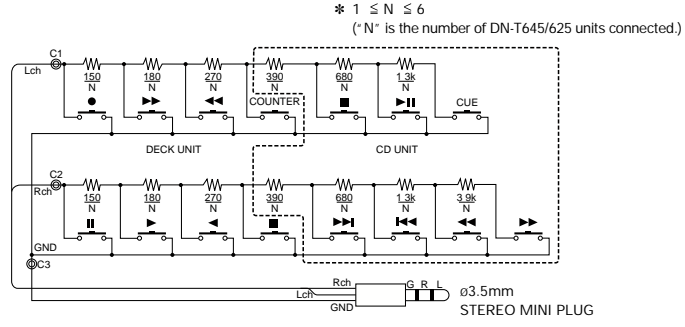 ✱ 1 ≦ N ≦ 6
("N" is the number of DN-T645/625 units connected.)
C1
Lch
150 180 270 390 680 1.3k
N N N N N N
● ▶▶ ◀◀ COUNTER ■ ▶II CUE
DECK UNIT CD UNIT
C2
Rch
150 180 270 390 680 1.3k 3.9k
N N N N N N N
II ▶ ◀ ■ ▶▶I I◀◀ ◀◀ ▶▶
GND
C3
Rch
Lch
GND
G R L
ø3.5mm
STEREO MINI PLUG